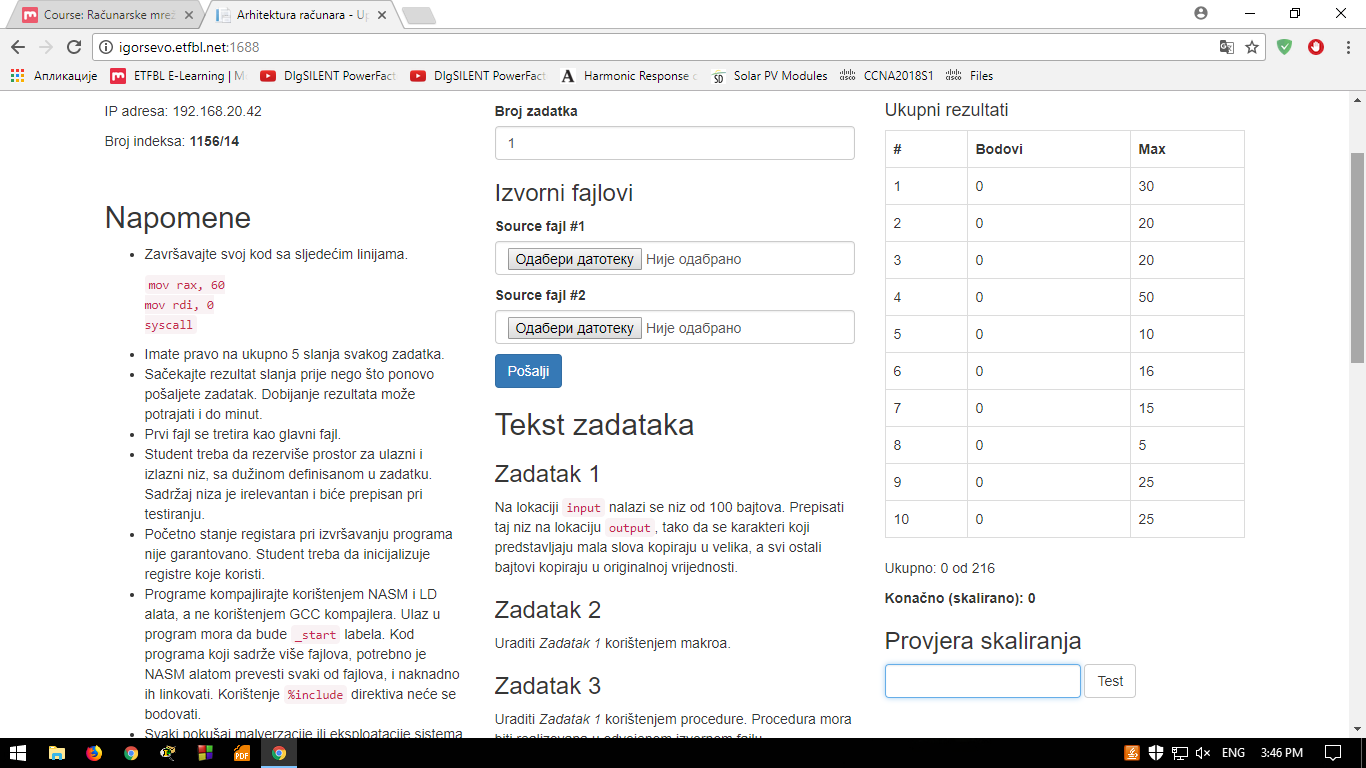 Course: Računarske mrež
Arhitektura računara - Up
igorsevo.etfbl.net:1688
Апликације
ETFBL E-Learning | M
DIgSILENT PowerFact
DIgSILENT PowerFact
Harmonic Response o
Solar PV Modules
CCNA2018S1
Files
IP adresa: 192.168.20.42
Broj indeksa: 1156/14
Napomene
• Završavajte svoj kod sa sljedećim linijama.
mov rax, 60
mov rdi, 0
syscall
• Imate pravo na ukupno 5 slanja svakog zadatka.
• Sačekajte rezultat slanja prije nego što ponovo
pošaljete zadatak. Dobijanje rezultata može
potrajati i do minut.
• Prvi fajl se tretira kao glavni fajl.
• Student treba da rezerviše prostor za ulazni i
izlazni niz, sa dužinom definisanom u zadatku.
Sadržaj niza je irelevantan i biće prepisan pri
testiranju.
• Početno stanje registara pri izvršavanju programa
nije garantovano. Student treba da inicijalizuje
registre koje koristi.
• Programe kompajlirajte korištenjem NASM i LD
alata, a ne korištenjem GCC kompajlera. Ulaz u
program mora da bude _start labela. Kod
programa koji sadrže više fajlova, potrebno je
NASM alatom prevesti svaki od fajlova, i naknadno
ih linkovati. Korištenje %include direktiva neće se
bodovati.
• Svaki pokušaj malverzacije ili eksploatacije sistema
Broj zadatka
1
Izvorni fajlovi
Source fajl #1
Одабери датотеку Није одабрано
Source fajl #2
Одабери датотеку Није одабрано
Pošalji
Tekst zadataka
Zadatak 1
Na lokaciji input nalazi se niz od 100 bajtova. Prepisati
taj niz na lokaciju output, tako da se karakteri koji
predstavljaju mala slova kopiraju u velika, a svi ostali
bajtovi kopiraju u originalnoj vrijednosti.
Zadatak 2
Uraditi Zadatak 1 korištenjem makroa.
Zadatak 3
Uraditi Zadatak 1 korištenjem procedure. Procedura mora
biti realizovana u odvojenom izvornom fajlu.
Ukupni rezultati
# Bodovi Max
1 0 30
2 0 20
3 0 20
4 0 50
5 0 10
6 0 16
7 0 15
8 0 5
9 0 25
10 0 25
Ukupno: 0 od 216
Konačno (skalirano): 0
Provjera skaliranja
Test
ENG
3:46 PM